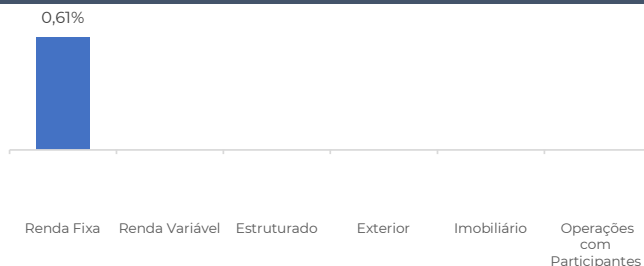 0,61%
Renda Fixa Renda Variável Estruturado Exterior Imobiliário Operações
com
Participantes